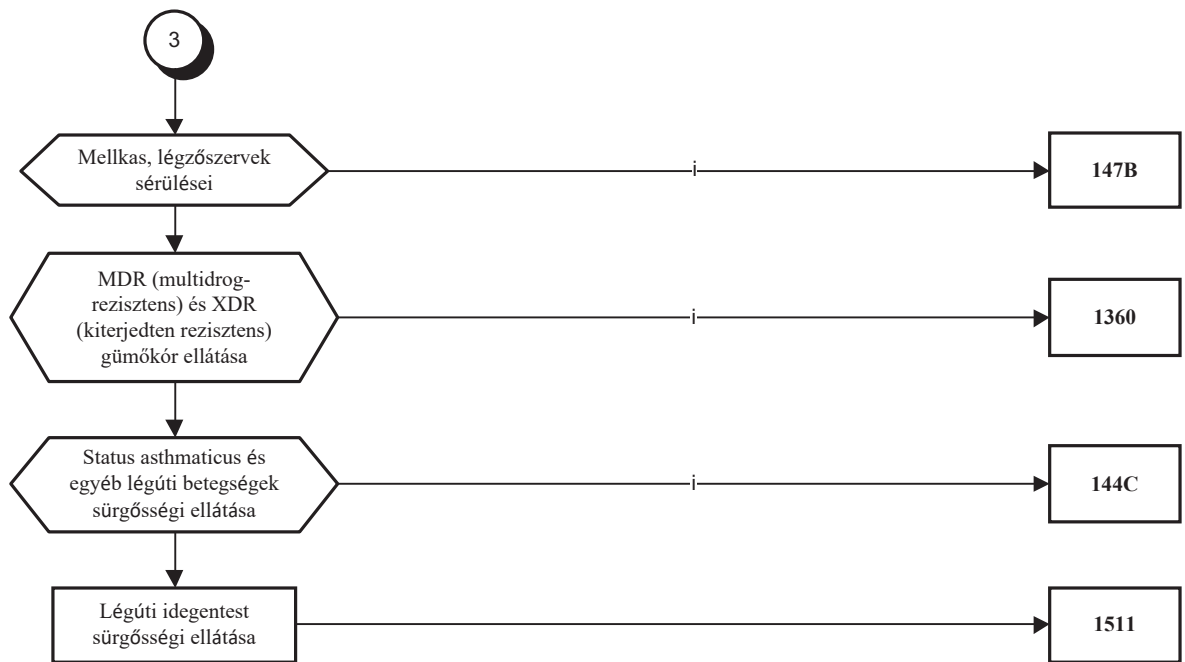 3
Mellkas, légzőszervek
sérülései
i
147B
MDR (multidrog-
rezisztens) és XDR
(kiterjedten rezisztens)
gümőkór ellátása
i
1360
Status asthmaticus és
egyéb légúti betegségek
sürgősségi ellátása
i
144C
Légúti idegentest
sürgősségi ellátása
1511